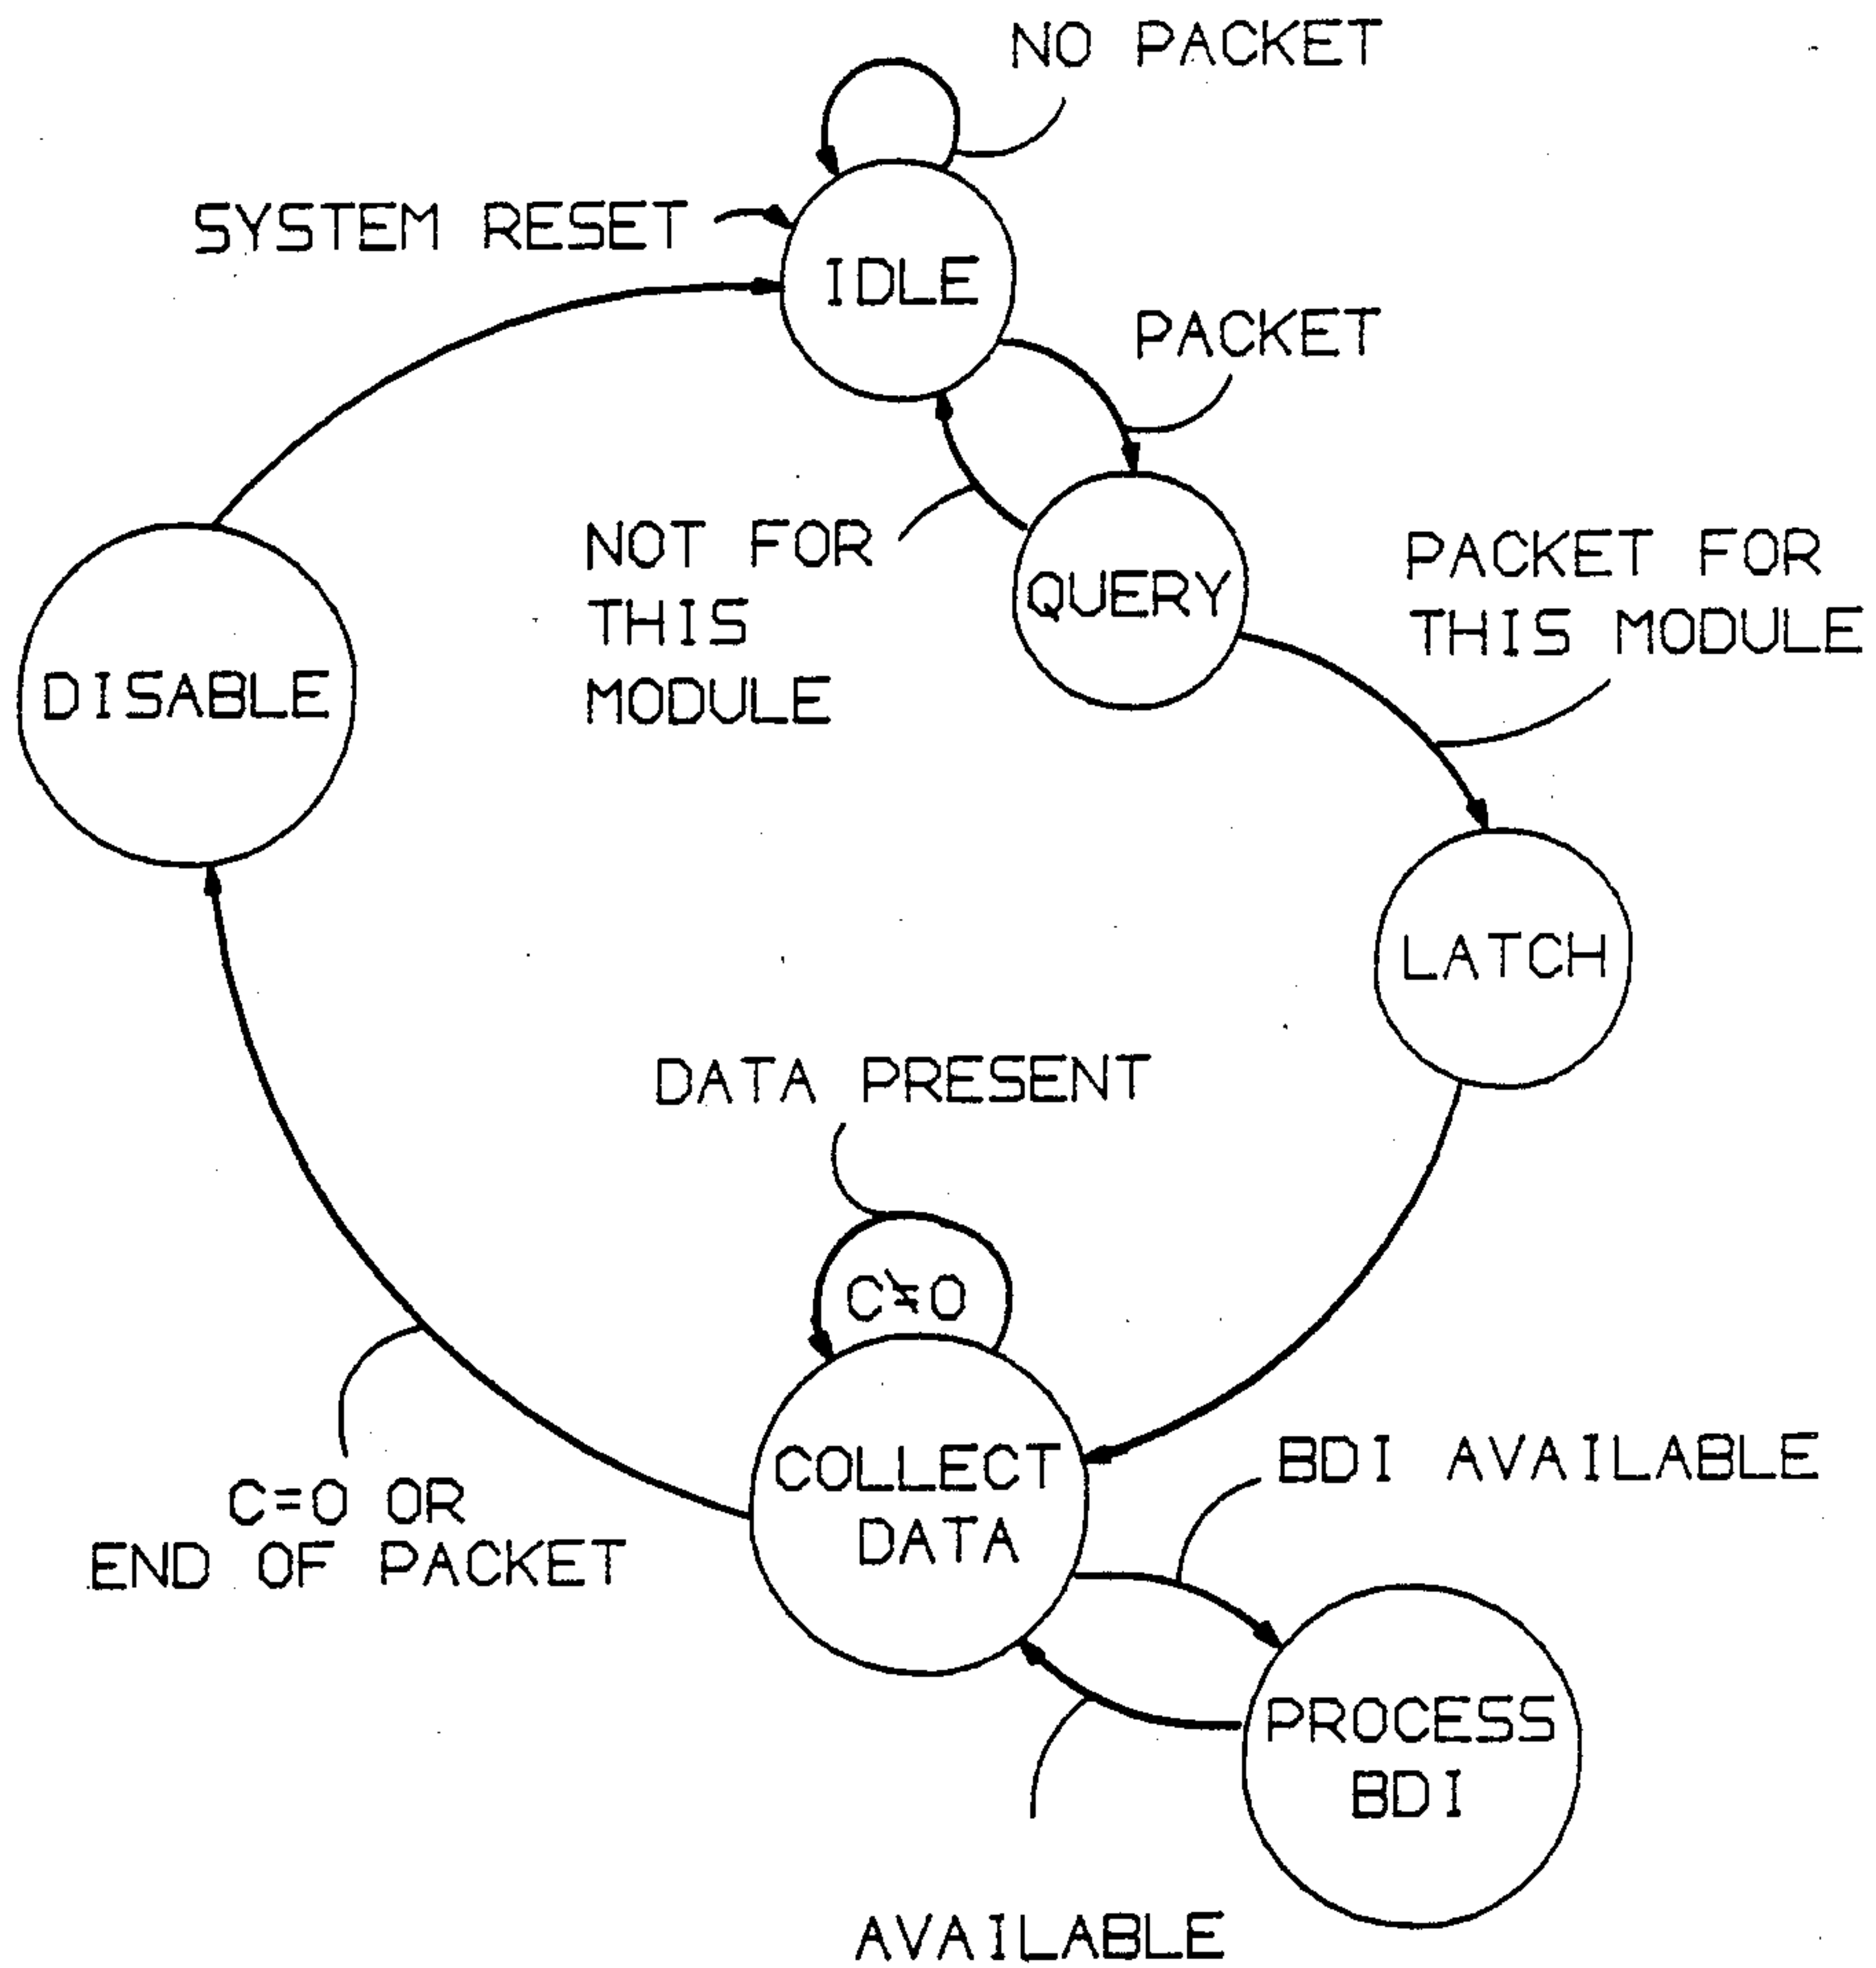 NO PACKET
SYSTEM RESET
IDLE
PACKET
NOT FOR
THIS
MODULE
QUERY
PACKET FOR
THIS MODULE
DISABLE
LATCH
DATA PRESENT
C≠0
COLLECT
DATA
BDI AVAILABLE
C=0 OR
END OF PACKET
PROCESS
BDI
AVAILABLE